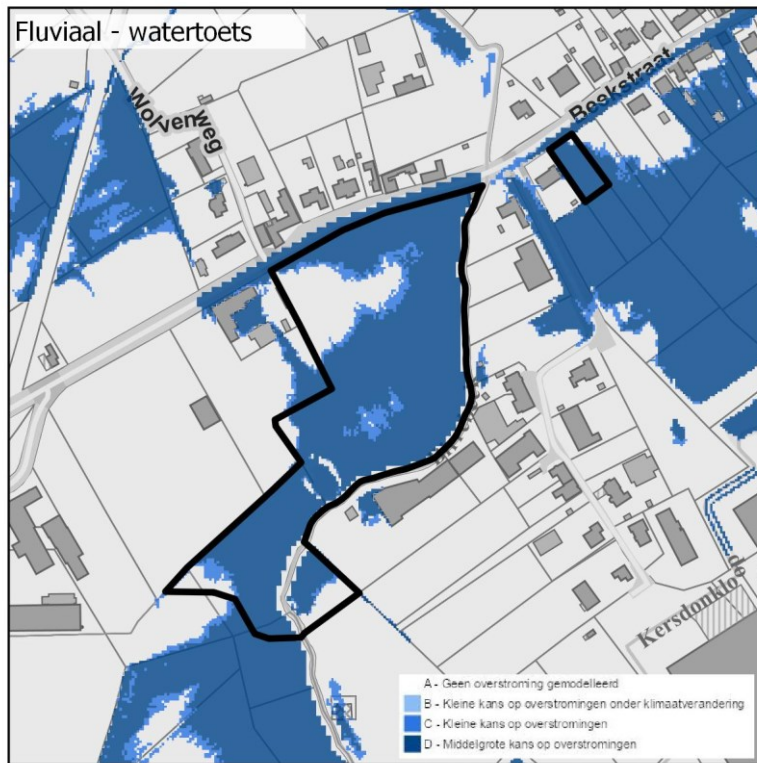 Fluviaal - watertoets
Wolvenweg
Beekstraat
Kersdonkloode
A - Geen overstroming gemodelleerd
B - Kleine kans op overstromingen onder klimaatverandering
C - Kleine kans op overstromingen
D - Middelgrote kans op overstromingen